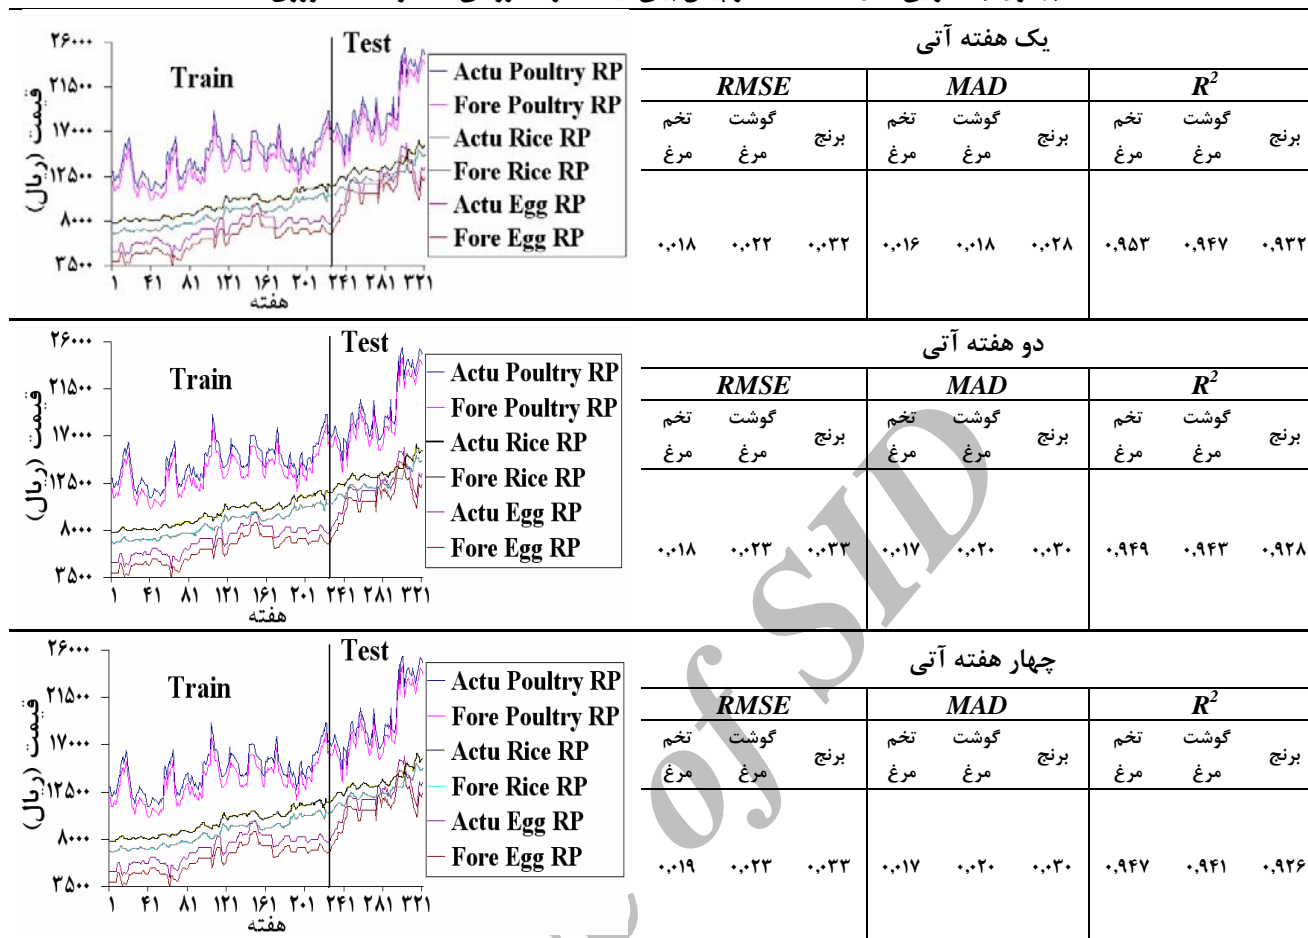 یک هفته آتی
RMSE MAD R²
تخم مرغ گوشت مرغ برنج تخم مرغ گوشت مرغ برنج تخم مرغ گوشت مرغ برنج
۰,۰۱۸ ۰,۰۲۲ ۰,۰۳۲ ۰,۰۱۶ ۰,۰۱۸ ۰,۰۲۸ ۰,۹۵۳ ۰,۹۴۷ ۰,۹۳۲
Train
Test
قیمت (ریال)
۲۶۰۰۰
۲۱۵۰۰
۱۷۰۰۰
۱۲۵۰۰
۸۰۰۰
۳۵۰۰
۱ ۴۱ ۸۱ ۱۲۱ ۱۶۱ ۲۰۱ ۲۴۱ ۲۸۱ ۳۲۱
هفته
Actu Poultry RP
Fore Poultry RP
Actu Rice RP
Fore Rice RP
Actu Egg RP
Fore Egg RP
دو هفته آتی
RMSE MAD R²
تخم مرغ گوشت مرغ برنج تخم مرغ گوشت مرغ برنج تخم مرغ گوشت مرغ برنج
۰,۰۱۸ ۰,۰۲۳ ۰,۰۳۳ ۰,۰۱۷ ۰,۰۲۰ ۰,۰۳۰ ۰,۹۴۹ ۰,۹۴۳ ۰,۹۲۸
Train
Test
قیمت (ریال)
۲۶۰۰۰
۲۱۵۰۰
۱۷۰۰۰
۱۲۵۰۰
۸۰۰۰
۳۵۰۰
۱ ۴۱ ۸۱ ۱۲۱ ۱۶۱ ۲۰۱ ۲۴۱ ۲۸۱ ۳۲۱
هفته
Actu Poultry RP
Fore Poultry RP
Actu Rice RP
Fore Rice RP
Actu Egg RP
Fore Egg RP
چهار هفته آتی
RMSE MAD R²
تخم مرغ گوشت مرغ برنج تخم مرغ گوشت مرغ برنج تخم مرغ گوشت مرغ برنج
۰,۰۱۹ ۰,۰۲۳ ۰,۰۳۳ ۰,۰۱۷ ۰,۰۲۰ ۰,۰۳۰ ۰,۹۴۷ ۰,۹۴۱ ۰,۹۲۶
Train
Test
قیمت (ریال)
۲۶۰۰۰
۲۱۵۰۰
۱۷۰۰۰
۱۲۵۰۰
۸۰۰۰
۳۵۰۰
۱ ۴۱ ۸۱ ۱۲۱ ۱۶۱ ۲۰۱ ۲۴۱ ۲۸۱ ۳۲۱
هفته
Actu Poultry RP
Fore Poultry RP
Actu Rice RP
Fore Rice RP
Actu Egg RP
Fore Egg RP
of SID